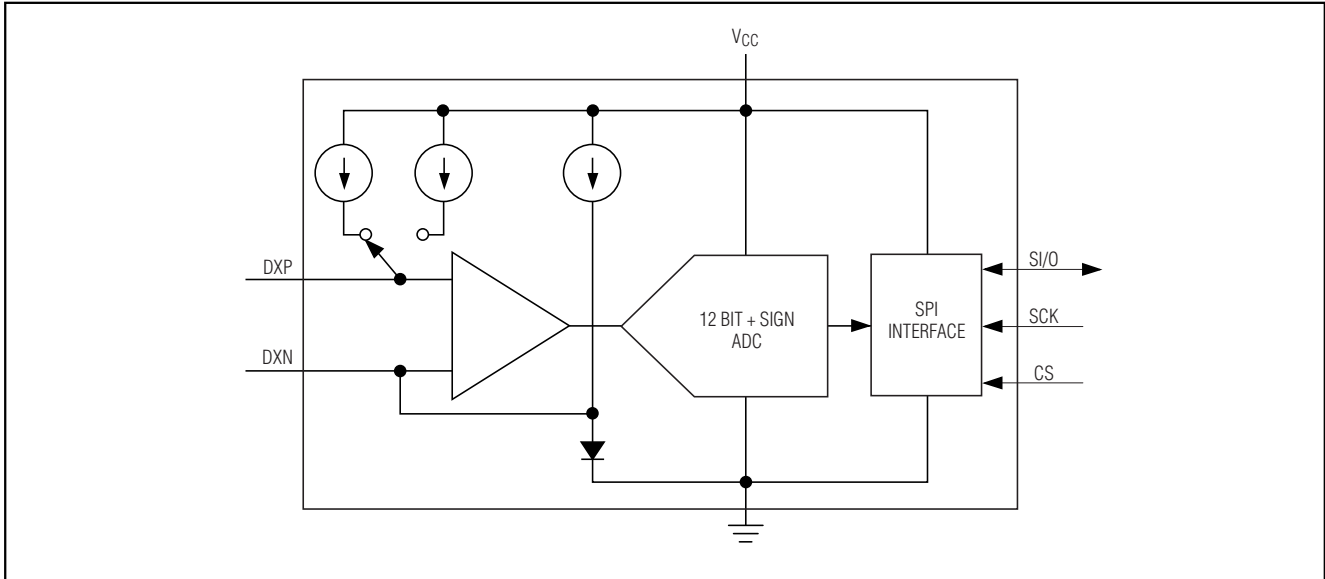 VCC
DXP
DXN
12 BIT + SIGN
ADC
SPI
INTERFACE
SI/O
SCK
CS